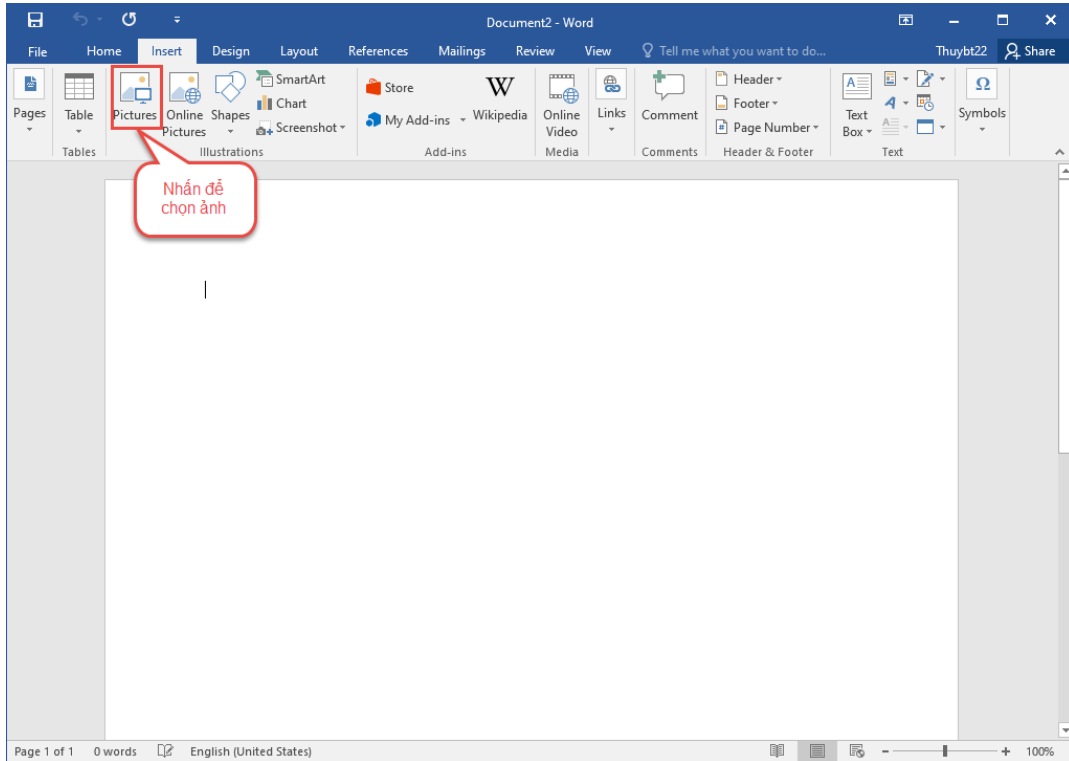 Document2 - Word
File Home Insert Design Layout References Mailings Review View Tell me what you want to do... Thuybt22 Share
Pages
Table
Pictures
Online
Pictures
Shapes
SmartArt
Chart
Screenshot
Store
My Add-ins
W
Wikipedia
Online
Video
Links
Comment
Header
Footer
# Page Number
A
Text
Box
A
A
Ω
Symbols
Tables Illustrations Add-ins Media Comments Header & Footer Text
Nhấn để
chọn ảnh
Page 1 of 1 0 words English (United States) - + 100%